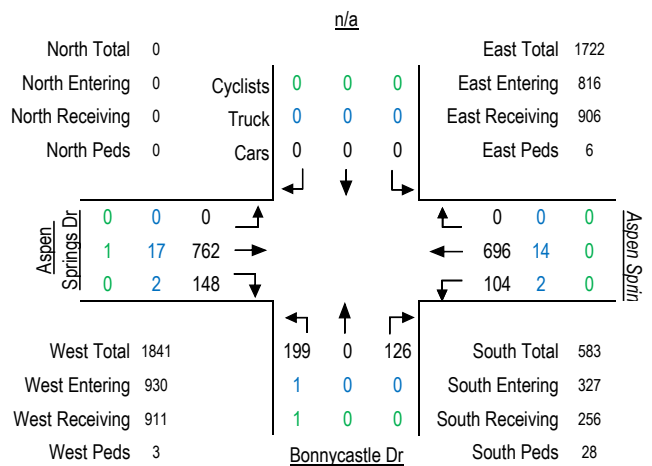 n/a
North Total 0
North Entering 0
North Receiving 0
North Peds 0
Cyclists 0 0 0
Truck 0 0 0
Cars 0 0 0
East Total 1722
East Entering 816
East Receiving 906
East Peds 6
Aspen
Springs Dr
0 0 0
1 17 762
0 2 148
0 0 0
696 14 0
104 2 0
Aspen Sprin
West Total 1841
West Entering 930
West Receiving 911
West Peds 3
199 0 126
1 0 0
1 0 0
Bonnycastle Dr
South Total 583
South Entering 327
South Receiving 256
South Peds 28